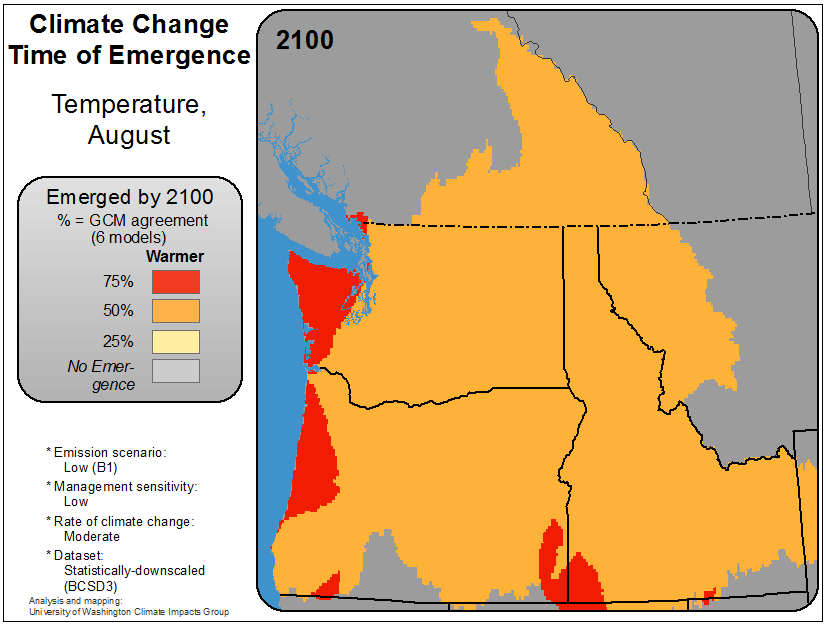 Climate Change
Time of Emergence
Temperature,
August
Emerged by 2100
% = GCM agreement
(6 models)
Warmer
75%
50%
25%
No Emer-
gence
* Emission scenario:
Low (B1)
* Management sensitivity:
Low
* Rate of climate change:
Moderate
* Dataset:
Statistically-downscaled
(BCSD3)
Analysis and mapping:
University of Washington Climate Impacts Group
2100